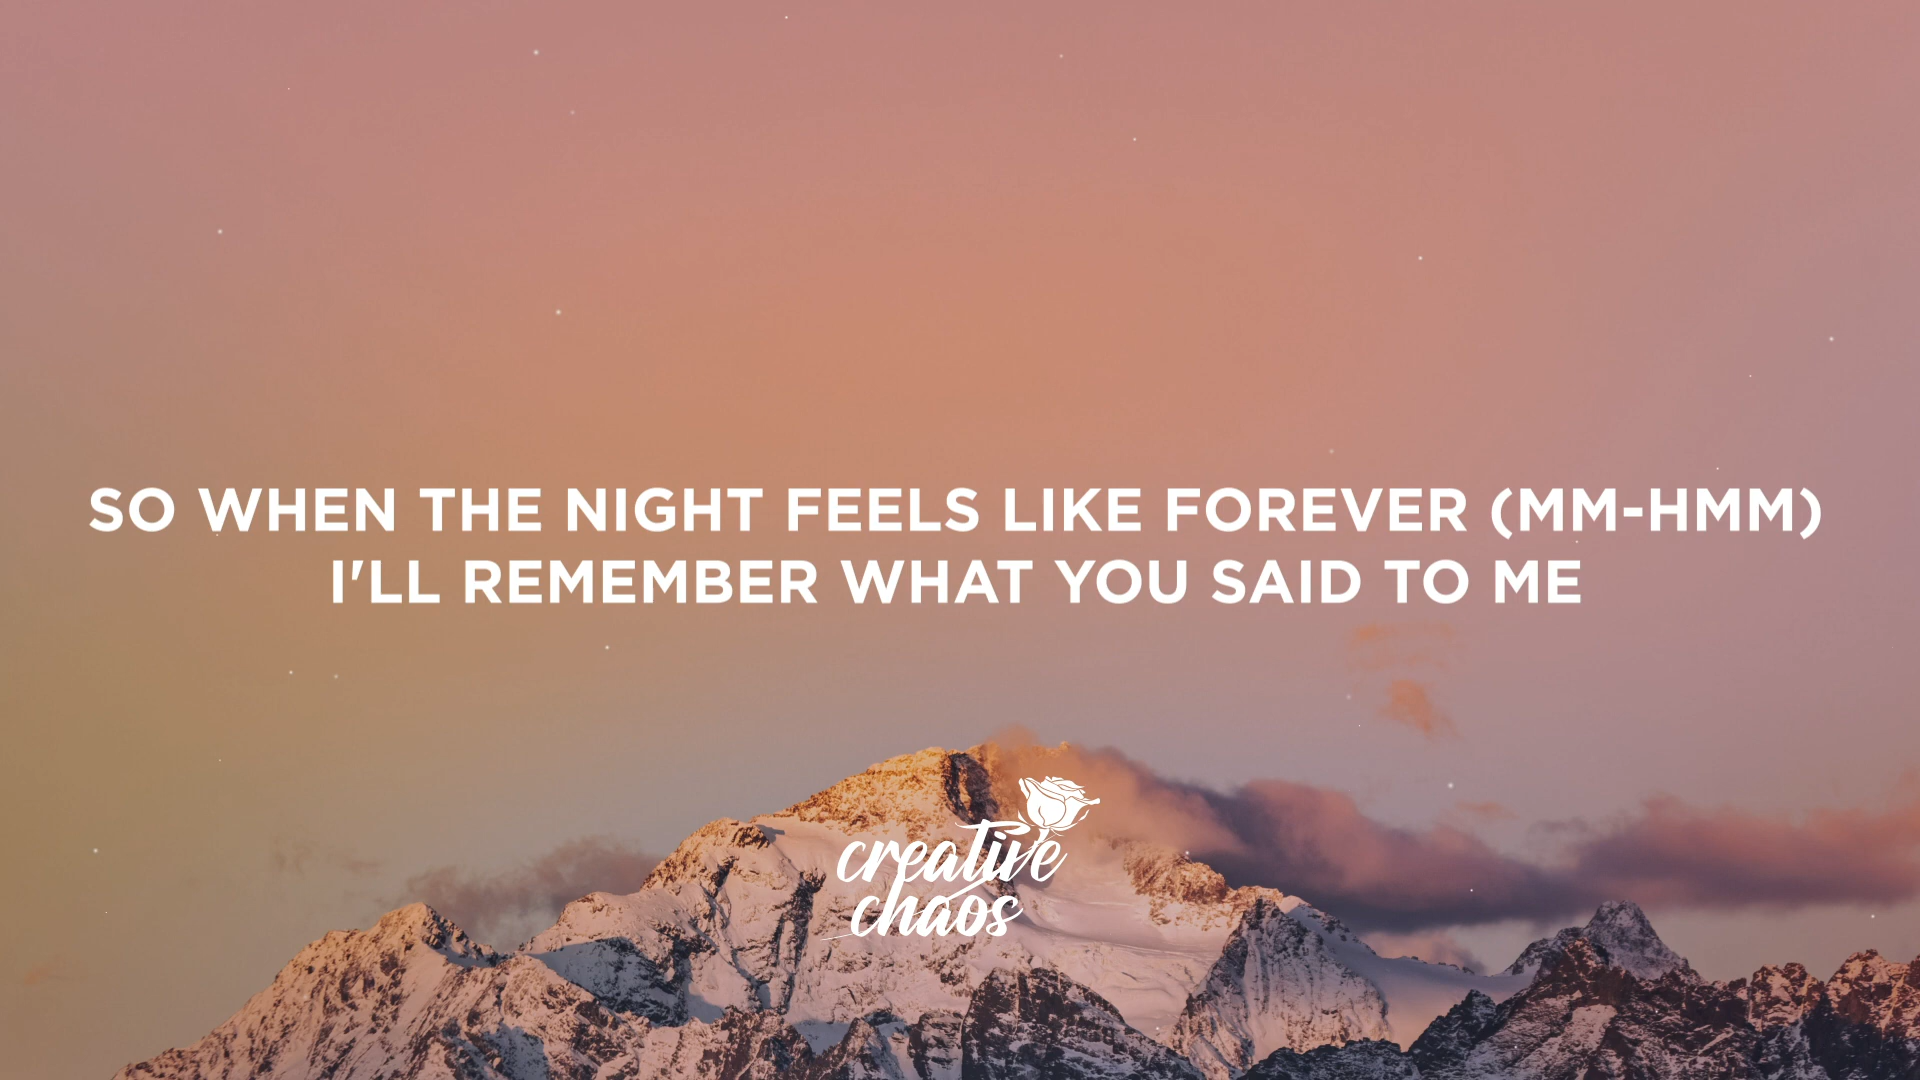 SO WHEN THE NIGHT FEELS LIKE FOREVER (MM-HMM)
I'LL REMEMBER WHAT YOU SAID TO ME
creative
chaos